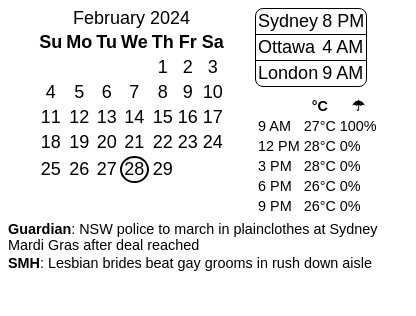 February 2024
Su Mo Tu We Th Fr Sa
1 2 3
4 5 6 7 8 9 10
11 12 13 14 15 16 17
18 19 20 21 22 23 24
25 26 27 28 29
Sydney 8 PM
Ottawa 4 AM
London 9 AM
°C ☂
9 AM 27°C 100%
12 PM 28°C 0%
3 PM 28°C 0%
6 PM 26°C 0%
9 PM 26°C 0%
Guardian: NSW police to march in plainclothes at Sydney
Mardi Gras after deal reached
SMH: Lesbian brides beat gay grooms in rush down aisle